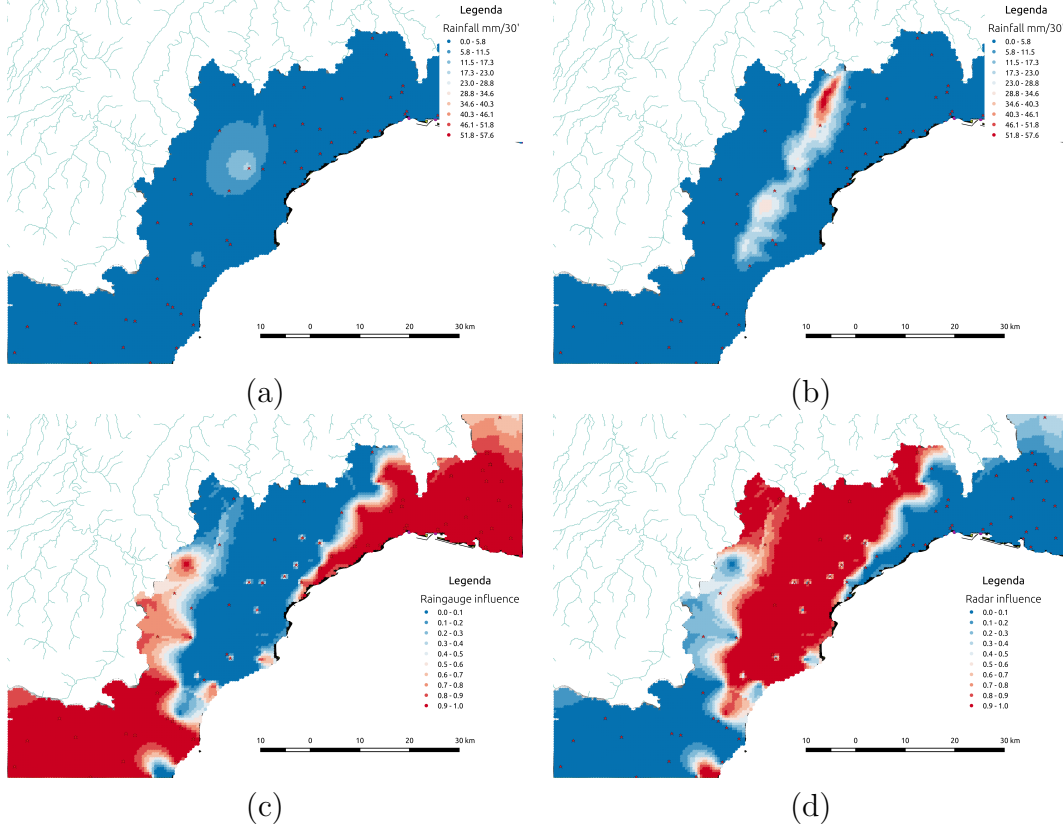 Legenda
Rainfall mm/30'
0.0 - 5.8
5.8 - 11.5
11.5 - 17.3
17.3 - 23.0
23.0 - 28.8
28.8 - 34.6
34.6 - 40.3
40.3 - 46.1
46.1 - 51.8
51.8 - 57.6
10 0 10 20 30 km
(a)
Legenda
Rainfall mm/30'
0.0 - 5.8
5.8 - 11.5
11.5 - 17.3
17.3 - 23.0
23.0 - 28.8
28.8 - 34.6
34.6 - 40.3
40.3 - 46.1
46.1 - 51.8
51.8 - 57.6
10 0 10 20 30 km
(b)
Legenda
Raingauge influence
0.0 - 0.1
0.1 - 0.2
0.2 - 0.3
0.3 - 0.4
0.4 - 0.5
0.5 - 0.6
0.6 - 0.7
0.7 - 0.8
0.8 - 0.9
0.9 - 1.0
10 0 10 20 30 km
(c)
Legenda
Radar influence
0.0 - 0.1
0.1 - 0.2
0.2 - 0.3
0.3 - 0.4
0.4 - 0.5
0.5 - 0.6
0.6 - 0.7
0.7 - 0.8
0.8 - 0.9
0.9 - 1.0
10 0 10 20 30 km
(d)